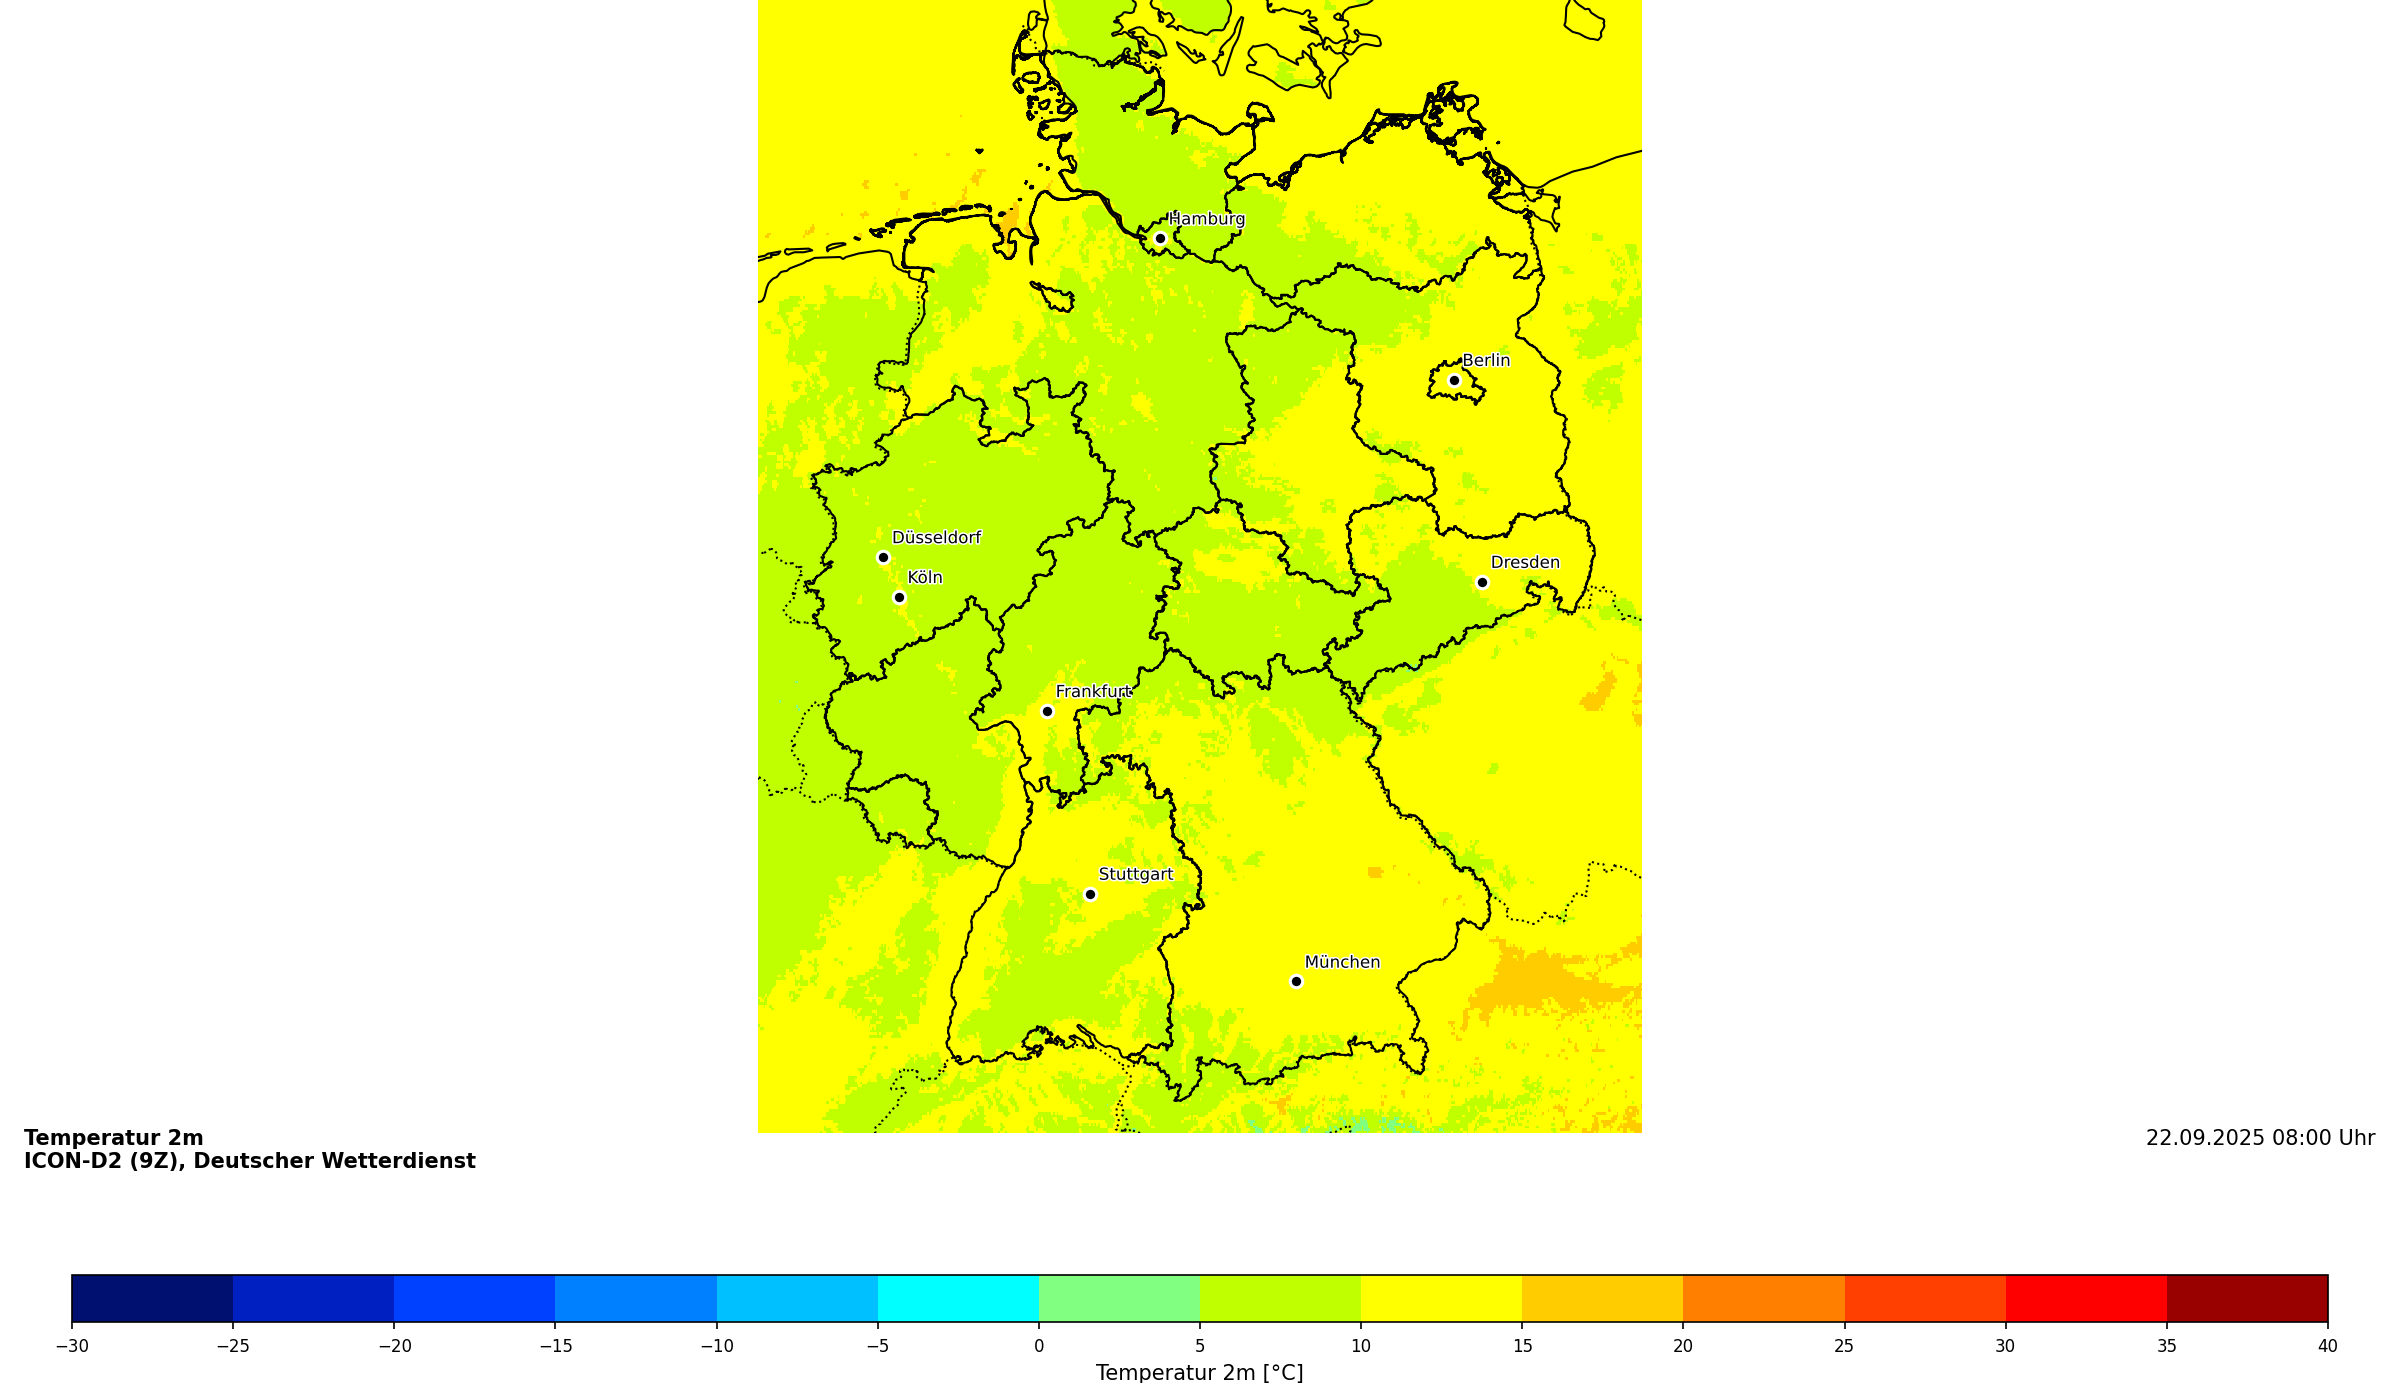 Hamburg
Berlin
Düsseldorf
Köln
Dresden
Frankfurt
Stuttgart
München
Temperatur 2m
ICON-D2 (9Z), Deutscher Wetterdienst
22.09.2025 08:00 Uhr
−30 −25 −20 −15 −10 −5 0 5 10 15 20 25 30 35 40
Temperatur 2m [°C]